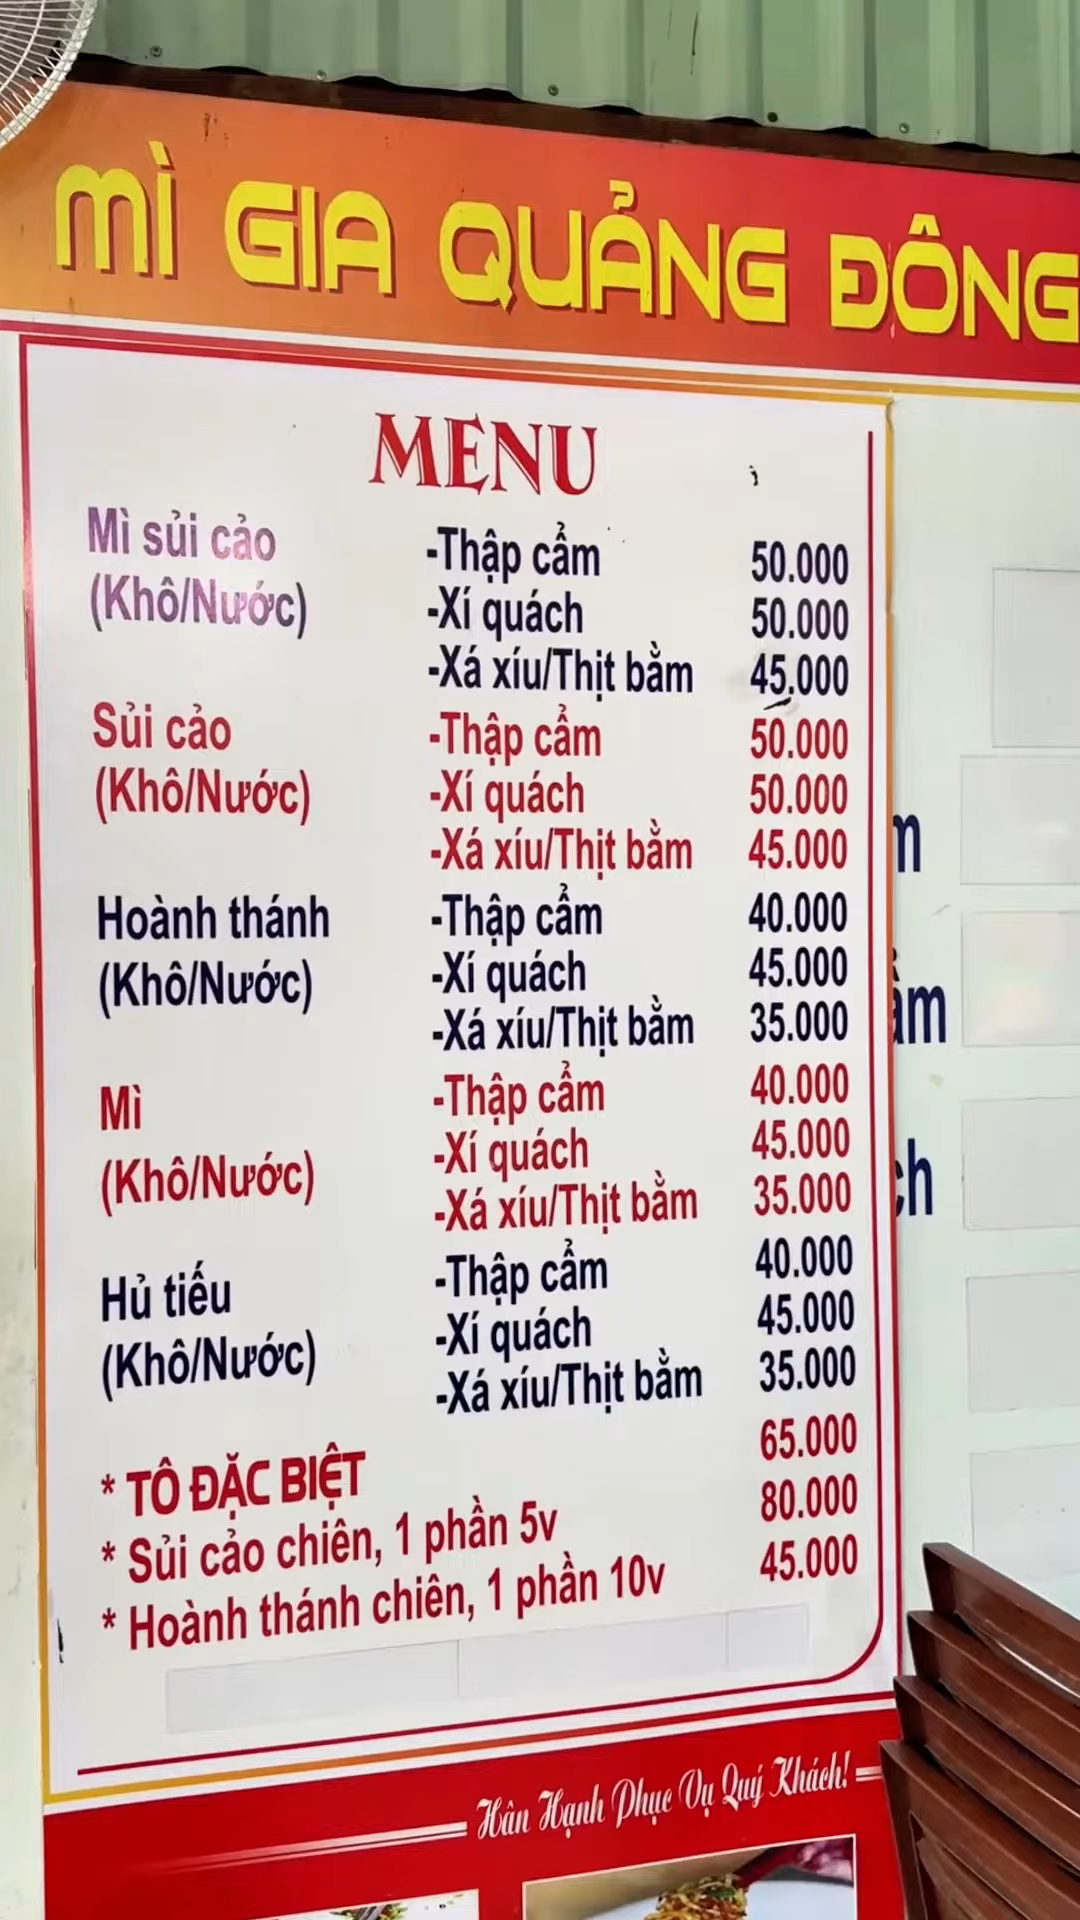 MÌ GIA QUẢNG ĐÔNG
MENU
Mì sủi cảo -Thập cẩm 50.000
(Khô/Nước) -Xí quách 50.000
-Xá xíu/Thịt bằm 45.000
Sủi cảo -Thập cẩm 50.000
(Khô/Nước) -Xí quách 50.000
-Xá xíu/Thịt bằm 45.000
Hoành thánh -Thập cẩm 40.000
(Khô/Nước) -Xí quách 45.000
-Xá xíu/Thịt bằm 35.000
Mì -Thập cẩm 40.000
(Khô/Nước) -Xí quách 45.000
-Xá xíu/Thịt bằm 35.000
Hủ tiếu -Thập cẩm 40.000
(Khô/Nước) -Xí quách 45.000
-Xá xíu/Thịt bằm 35.000
* TÔ ĐẶC BIỆT 65.000
* Sủi cảo chiên, 1 phần 5v 80.000
* Hoành thánh chiên, 1 phần 10v 45.000
Hân Hạnh Phục Vụ Quý Khách!